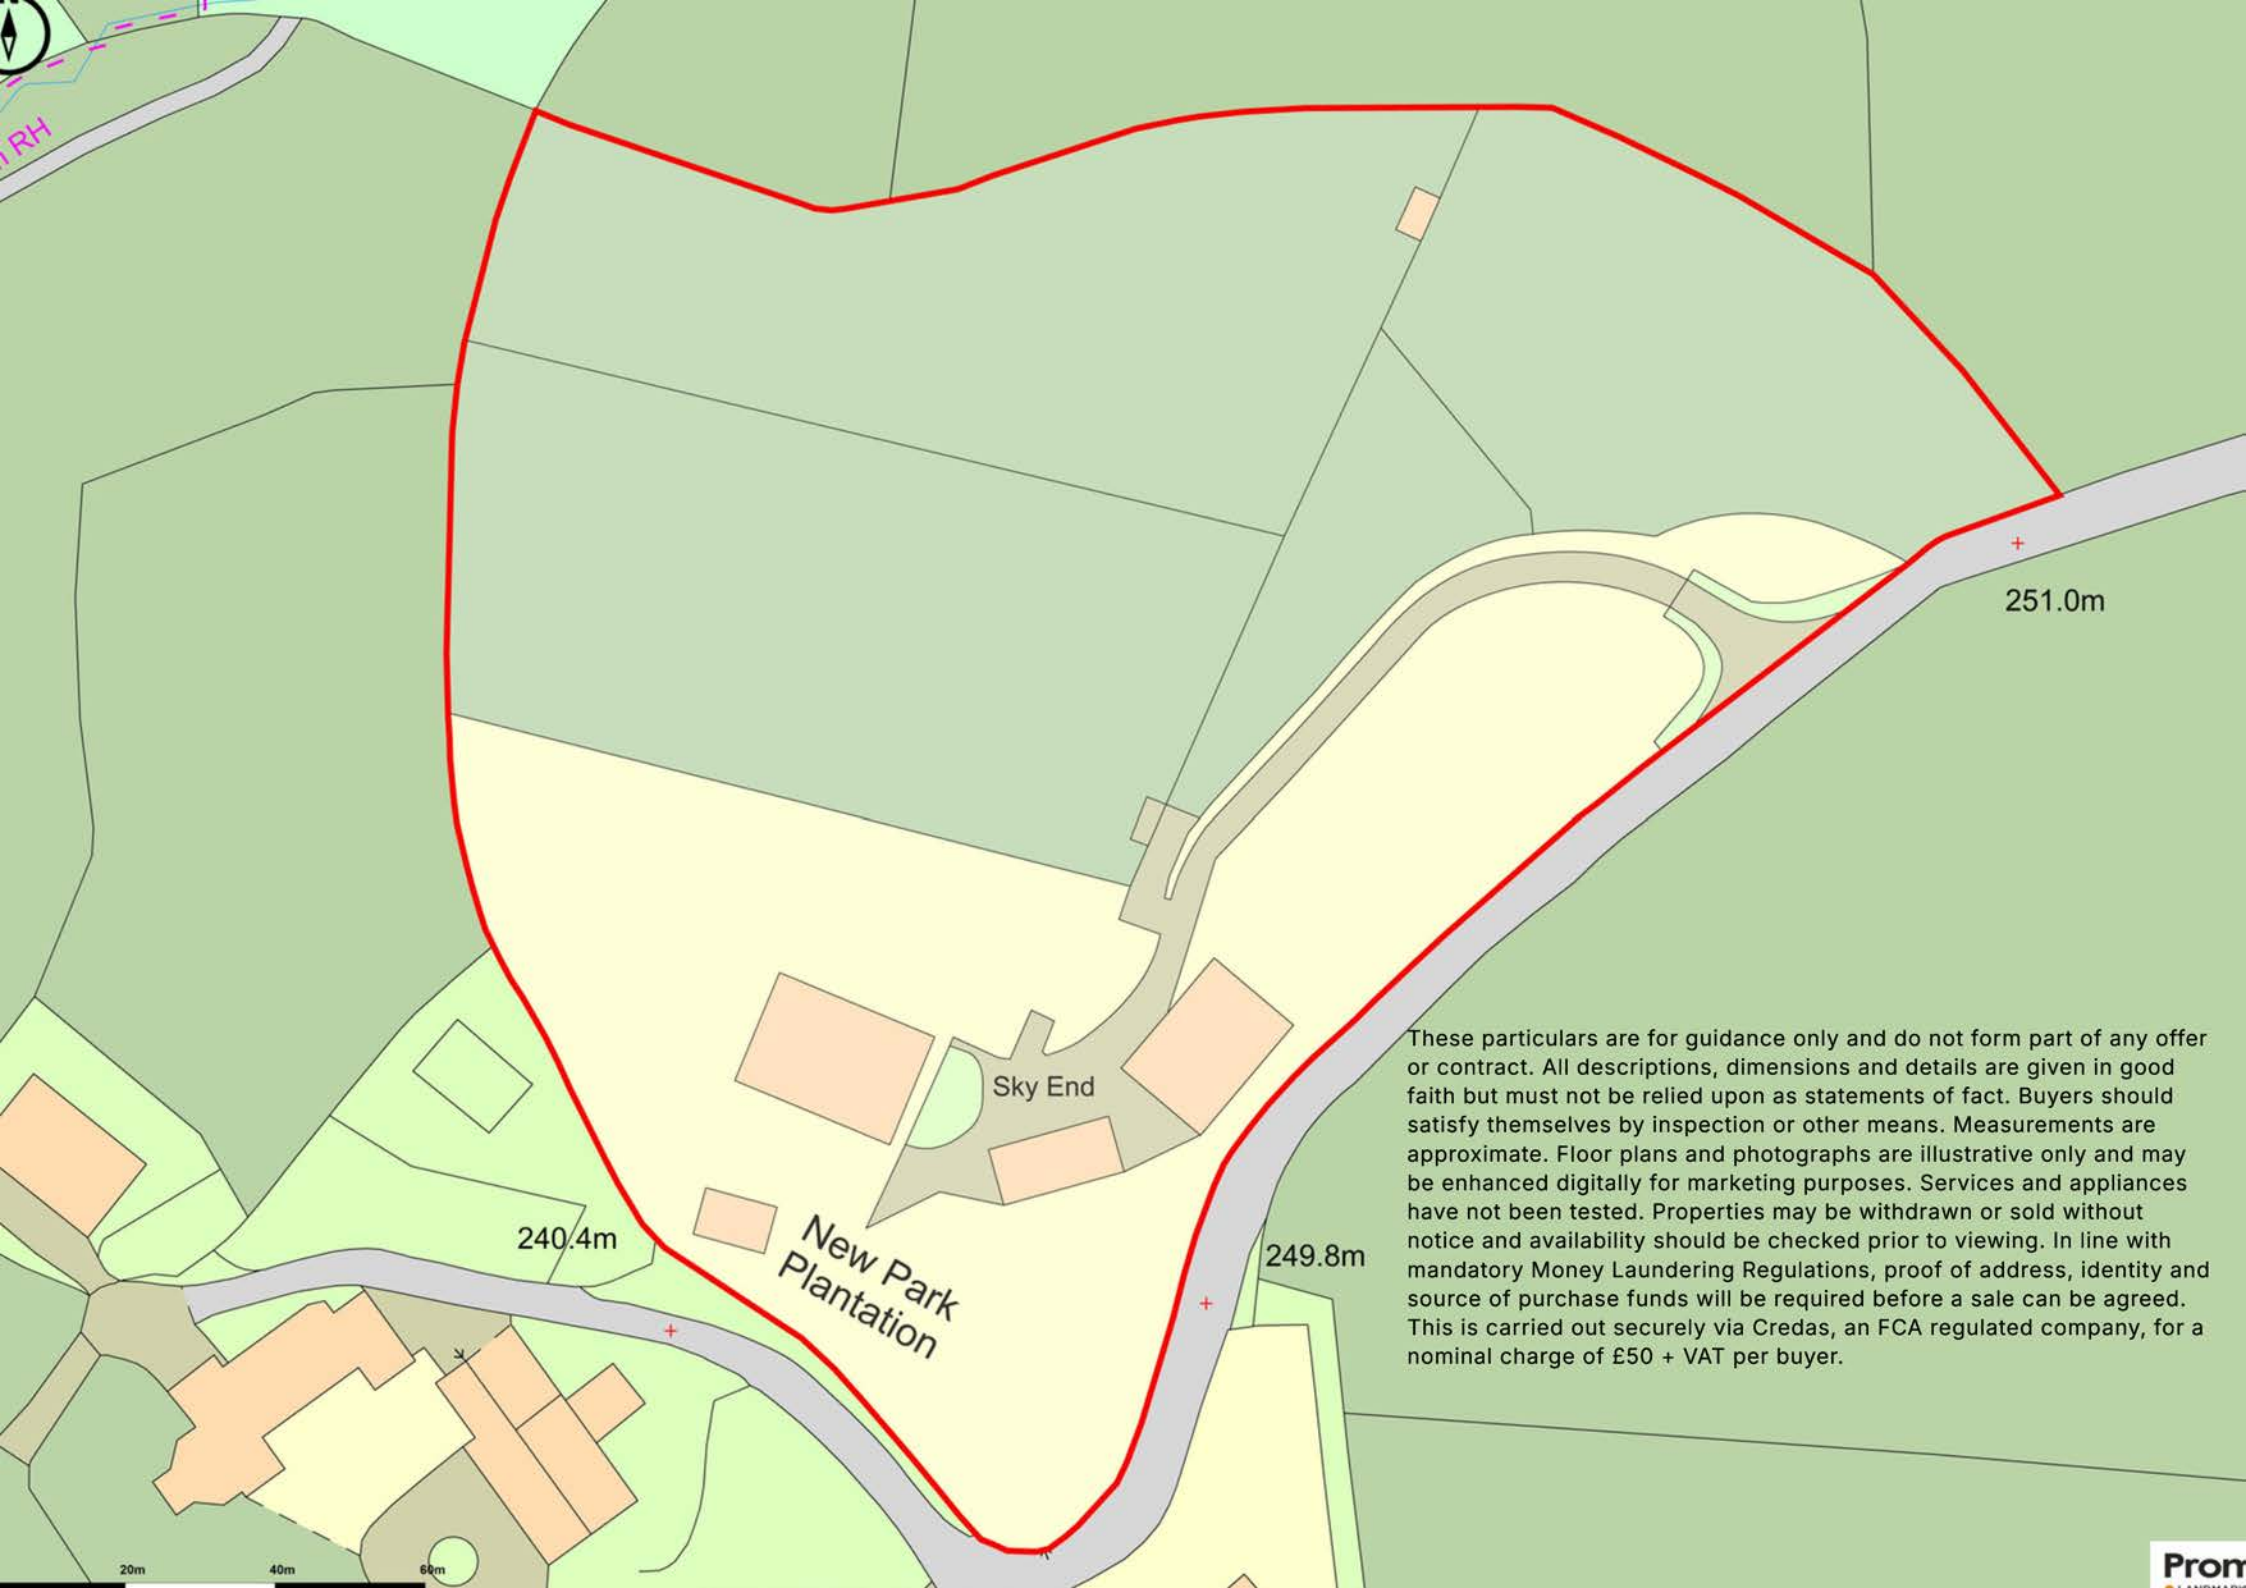 RH
251.0m
Sky End
New Park
Plantation
240.4m
249.8m
These particulars are for guidance only and do not form part of any offer
or contract. All descriptions, dimensions and details are given in good
faith but must not be relied upon as statements of fact. Buyers should
satisfy themselves by inspection or other means. Measurements are
approximate. Floor plans and photographs are illustrative only and may
be enhanced digitally for marketing purposes. Services and appliances
have not been tested. Properties may be withdrawn or sold without
notice and availability should be checked prior to viewing. In line with
mandatory Money Laundering Regulations, proof of address, identity and
source of purchase funds will be required before a sale can be agreed.
This is carried out securely via Credas, an FCA regulated company, for a
nominal charge of £50 + VAT per buyer.
20m 40m 60m
Prom